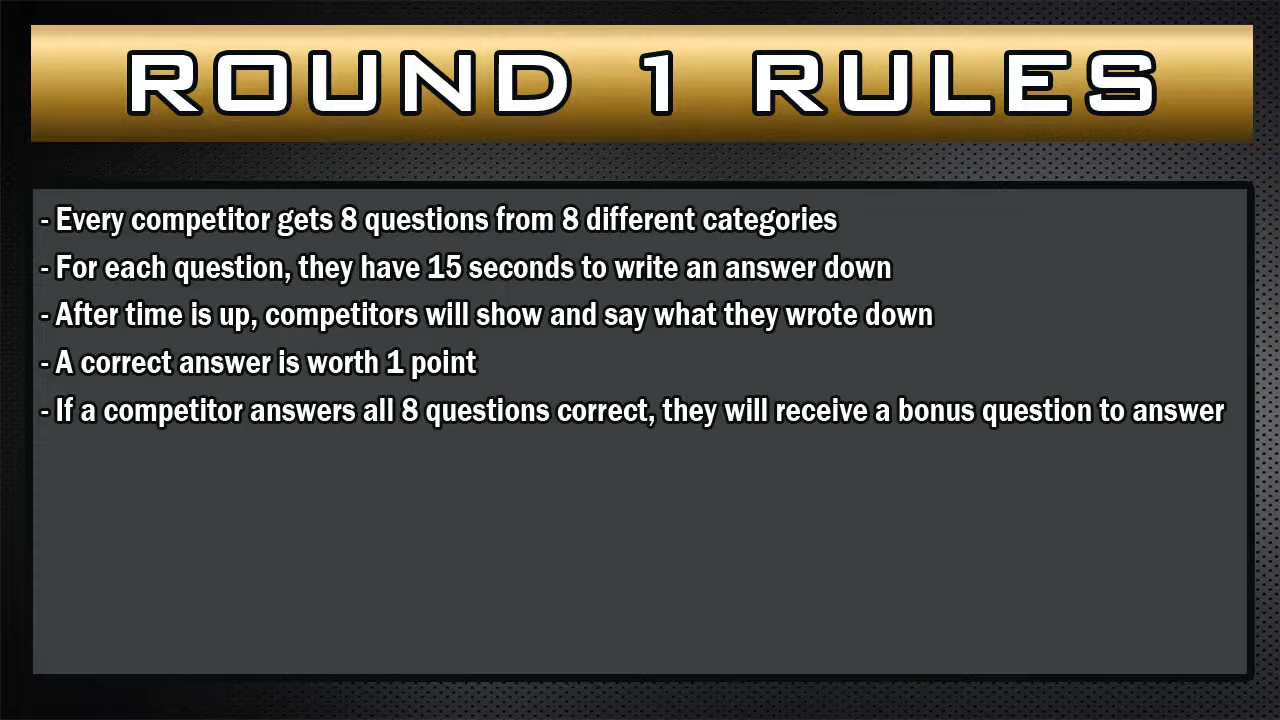 ROUND 1 RULES
- Every competitor gets 8 questions from 8 different categories
- For each question, they have 15 seconds to write an answer down
- After time is up, competitors will show and say what they wrote down
- A correct answer is worth 1 point
- If a competitor answers all 8 questions correct, they will receive a bonus question to answer